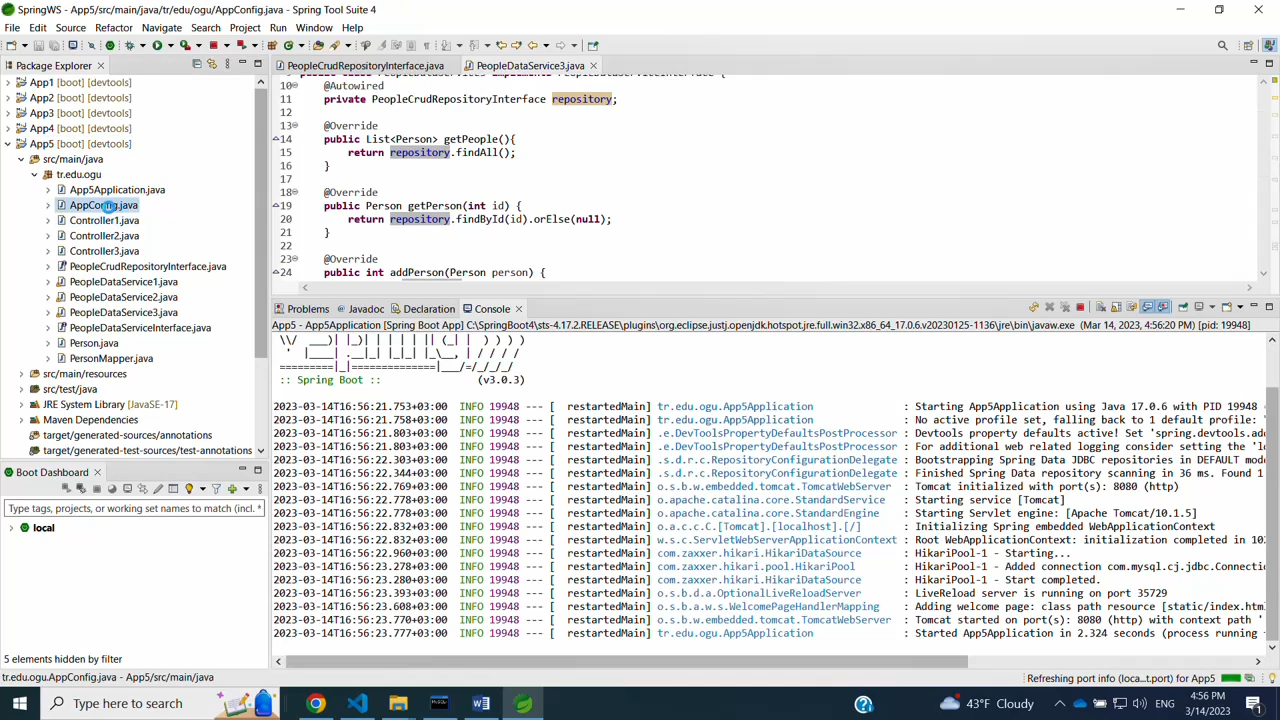 SpringWS - App5/src/main/java/tr/edu/ogu/AppConfig.java - Spring Tool Suite 4
File Edit Source Refactor Navigate Search Project Run Window Help
Package Explorer
App1 [boot] [devtools]
App2 [boot] [devtools]
App3 [boot] [devtools]
App4 [boot] [devtools]
App5 [boot] [devtools]
src/main/java
tr.edu.ogu
App5Application.java
AppConfig.java
Controller1.java
Controller2.java
Controller3.java
PeopleCrudRepositoryInterface.java
PeopleDataService1.java
PeopleDataService2.java
PeopleDataService3.java
PeopleDataServiceInterface.java
Person.java
PersonMapper.java
src/main/resources
src/test/java
JRE System Library [JavaSE-17]
Maven Dependencies
target/generated-sources/annotations
target/generated-test-sources/test-annotations
Boot Dashboard
Type tags, projects, or working set names to match (incl. *
local
5 elements hidden by filter
PeopleCrudRepositoryInterface.java PeopleDataService3.java
10 @Autowired
11 private PeopleCrudRepositoryInterface repository;
12
13 @Override
14 public List<Person> getPeople(){
15 return repository.findAll();
16 }
17
18 @Override
19 public Person getPerson(int id) {
20 return repository.findById(id).orElse(null);
21 }
22
23 @Override
24 public int addPerson(Person person) {
Problems Javadoc Declaration Console
App5 - App5Application [Spring Boot App] C:\SpringBoot4\sts-4.17.2.RELEASE\plugins\org.eclipse.justj.openjdk.hotspot.jre.full.win32.x86_64_17.0.6.v20230125-1136\jre\bin\javaw.exe (Mar 14, 2023, 4:56:20 PM) [pid: 19948]
\\/ ___)| |_)| | | | | || (_| | ) ) ) )
' |____| .__|_| |_|_| |_\__, | / / / /
=========|_|==============|___/=/_/_/_/
:: Spring Boot :: (v3.0.3)
2023-03-14T16:56:21.753+03:00 INFO 19948 --- [ restartedMain] tr.edu.ogu.App5Application : Starting App5Application using Java 17.0.6 with PID 19948
2023-03-14T16:56:21.758+03:00 INFO 19948 --- [ restartedMain] tr.edu.ogu.App5Application : No active profile set, falling back to 1 default profile:
2023-03-14T16:56:21.803+03:00 INFO 19948 --- [ restartedMain] .e.DevToolsPropertyDefaultsPostProcessor : Devtools property defaults active! Set 'spring.devtools.add
2023-03-14T16:56:21.803+03:00 INFO 19948 --- [ restartedMain] .e.DevToolsPropertyDefaultsPostProcessor : For additional web related logging consider setting the 'lo
2023-03-14T16:56:22.303+03:00 INFO 19948 --- [ restartedMain] .s.d.r.c.RepositoryConfigurationDelegate : Bootstrapping Spring Data JDBC repositories in DEFAULT mode
2023-03-14T16:56:22.344+03:00 INFO 19948 --- [ restartedMain] .s.d.r.c.RepositoryConfigurationDelegate : Finished Spring Data repository scanning in 36 ms. Found 1
2023-03-14T16:56:22.769+03:00 INFO 19948 --- [ restartedMain] o.s.b.w.embedded.tomcat.TomcatWebServer : Tomcat initialized with port(s): 8080 (http)
2023-03-14T16:56:22.778+03:00 INFO 19948 --- [ restartedMain] o.apache.catalina.core.StandardService : Starting service [Tomcat]
2023-03-14T16:56:22.779+03:00 INFO 19948 --- [ restartedMain] o.apache.catalina.core.StandardEngine : Starting Servlet engine: [Apache Tomcat/10.1.5]
2023-03-14T16:56:22.832+03:00 INFO 19948 --- [ restartedMain] o.a.c.c.C.[Tomcat].[localhost].[/] : Initializing Spring embedded WebApplicationContext
2023-03-14T16:56:22.832+03:00 INFO 19948 --- [ restartedMain] w.s.c.ServletWebServerApplicationContext : Root WebApplicationContext: initialization completed in 102
2023-03-14T16:56:22.960+03:00 INFO 19948 --- [ restartedMain] com.zaxxer.hikari.HikariDataSource : HikariPool-1 - Starting...
2023-03-14T16:56:23.278+03:00 INFO 19948 --- [ restartedMain] com.zaxxer.hikari.pool.HikariPool : HikariPool-1 - Added connection com.mysql.cj.jdbc.Connectio
2023-03-14T16:56:23.280+03:00 INFO 19948 --- [ restartedMain] com.zaxxer.hikari.HikariDataSource : HikariPool-1 - Start completed.
2023-03-14T16:56:23.393+03:00 INFO 19948 --- [ restartedMain] o.s.b.d.a.OptionalLiveReloadServer : LiveReload server is running on port 35729
2023-03-14T16:56:23.608+03:00 INFO 19948 --- [ restartedMain] o.s.b.a.w.s.WelcomePageHandlerMapping : Adding welcome page: class path resource [static/index.htm
2023-03-14T16:56:23.770+03:00 INFO 19948 --- [ restartedMain] o.s.b.w.embedded.tomcat.TomcatWebServer : Tomcat started on port(s): 8080 (http) with context path '
2023-03-14T16:56:23.777+03:00 INFO 19948 --- [ restartedMain] tr.edu.ogu.App5Application : Started App5Application in 2.324 seconds (process running
tr.edu.ogu.AppConfig.java - App5/src/main/java
Refreshing port info (loca...t.port) for App5
Type here to search
43°F Cloudy
ENG
4:56 PM
3/14/2023